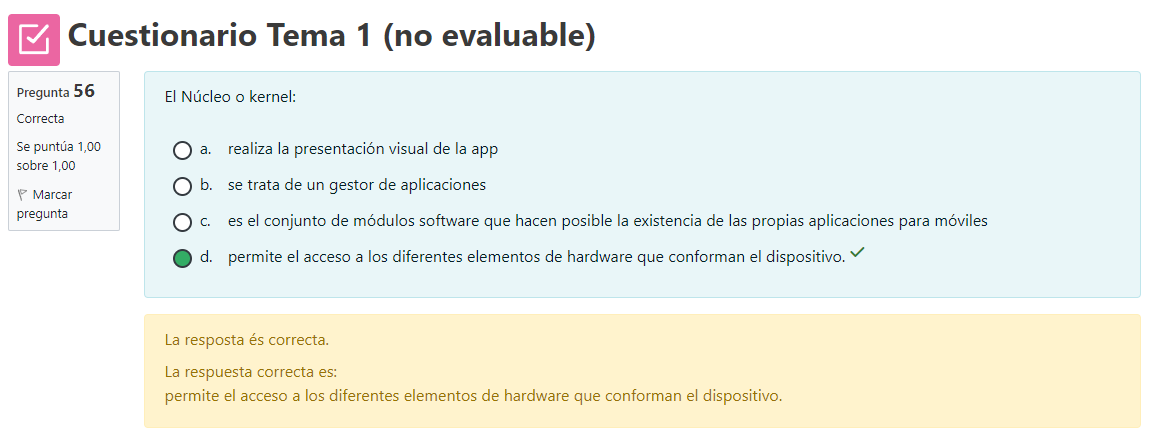 Cuestionario Tema 1 (no evaluable)
Pregunta 56
Correcta
Se puntúa 1,00
sobre 1,00
Marcar
pregunta
El Núcleo o kernel:
a. realiza la presentación visual de la app
b. se trata de un gestor de aplicaciones
c. es el conjunto de módulos software que hacen posible la existencia de las propias aplicaciones para móviles
d. permite el acceso a los diferentes elementos de hardware que conforman el dispositivo.
La resposta és correcta.
La respuesta correcta es:
permite el acceso a los diferentes elementos de hardware que conforman el dispositivo.